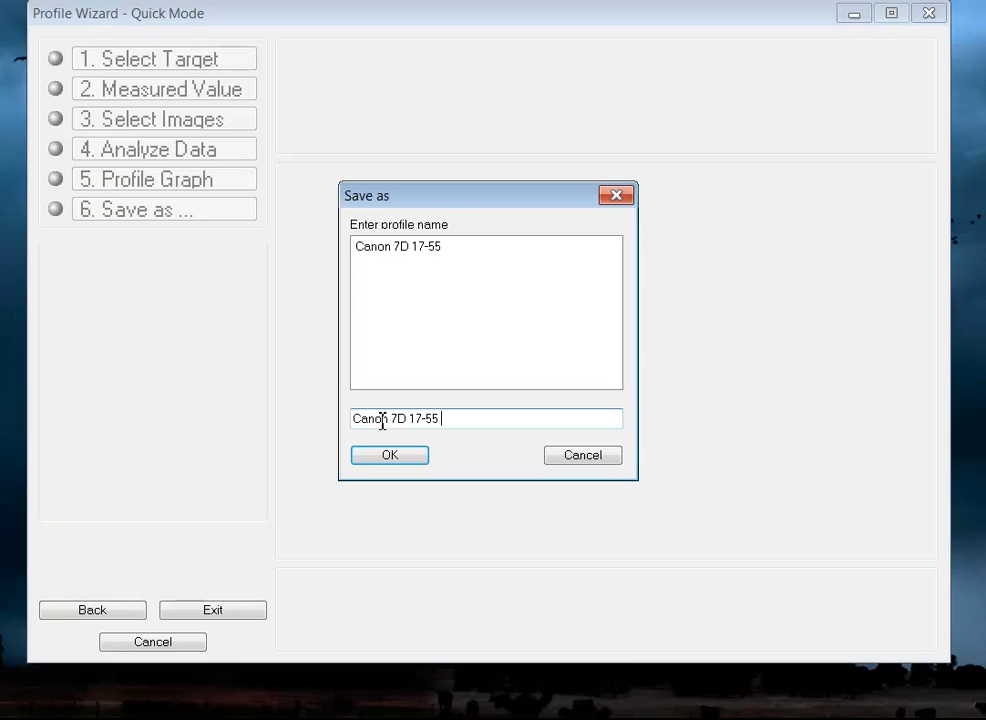 Profile Wizard - Quick Mode
1. Select Target
2. Measured Value
3. Select Images
4. Analyze Data
5. Profile Graph
6. Save as ...
Save as
Enter profile name
Canon 7D 17-55
Canon 7D 17-55
OK
Cancel
Back
Exit
Cancel